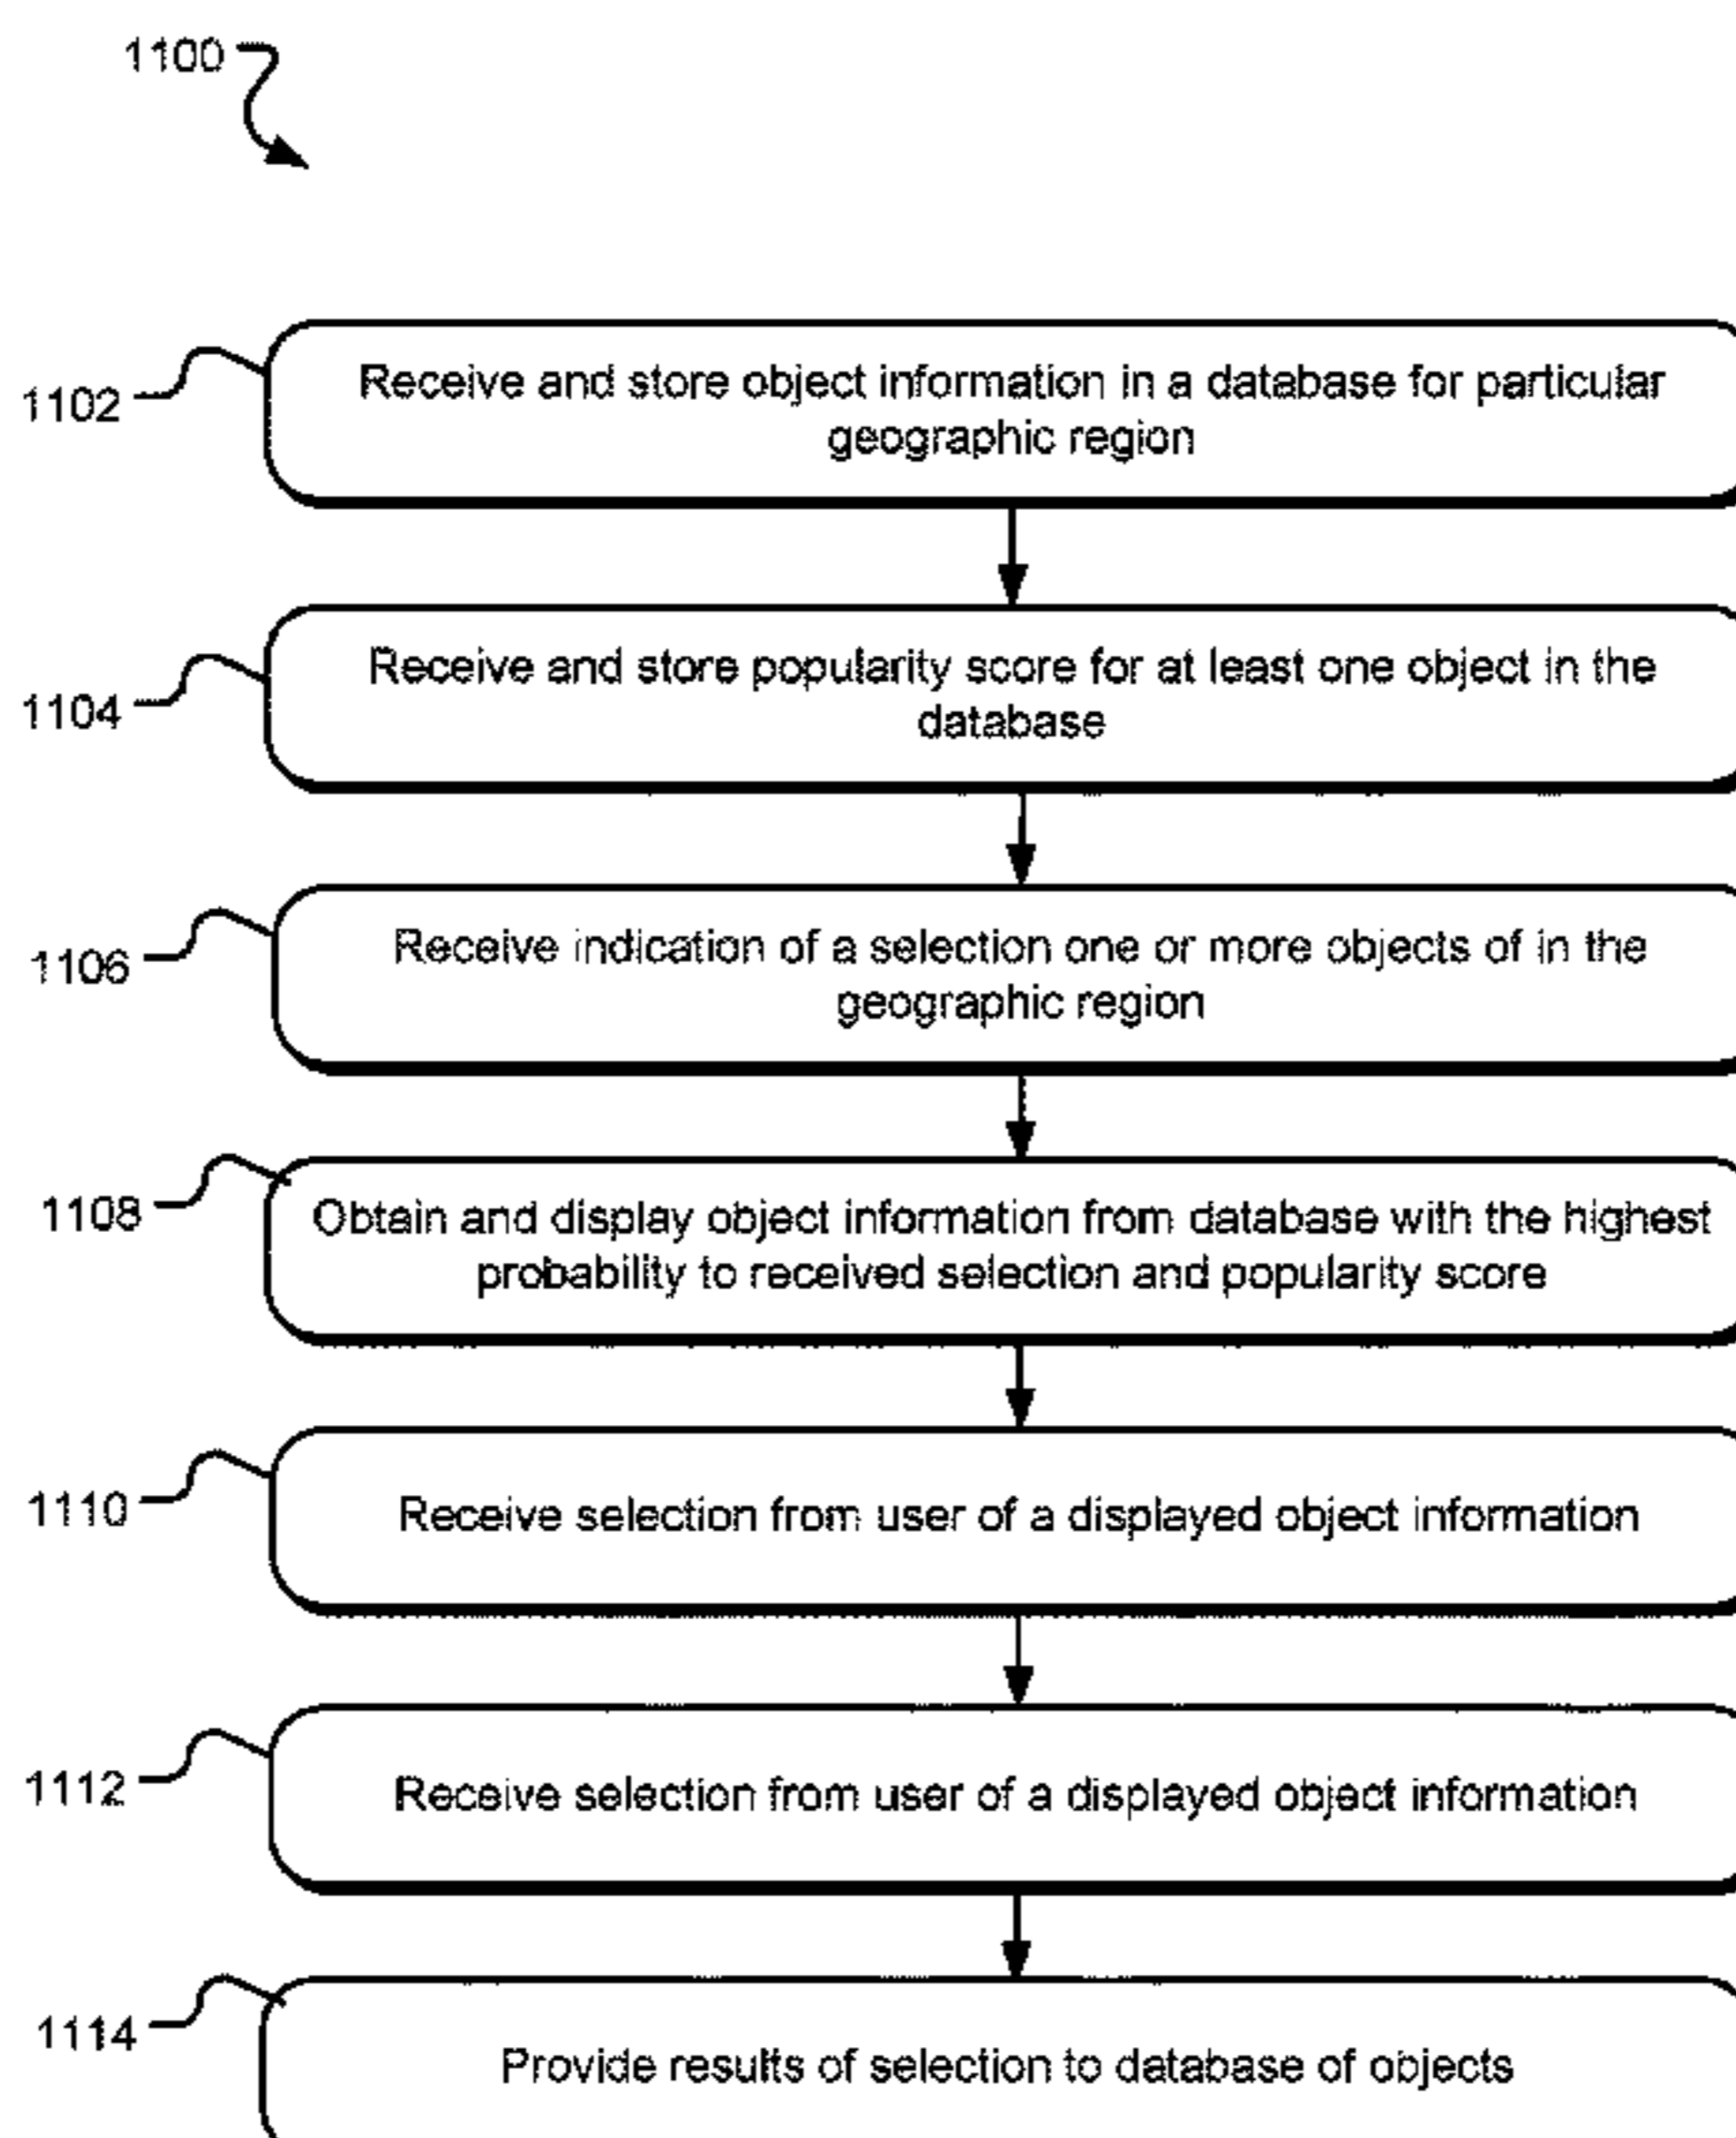 1100
1102
Receive and store object information in a database for particular
geographic region
1104
Receive and store popularity score for at least one object in the
database
1106
Receive indication of a selection one or more objects of in the
geographic region
1108
Obtain and display object information from database with the highest
probability to received selection and popularity score
1110
Receive selection from user of a displayed object information
1112
Receive selection from user of a displayed object information
1114
Provide results of selection to database of objects